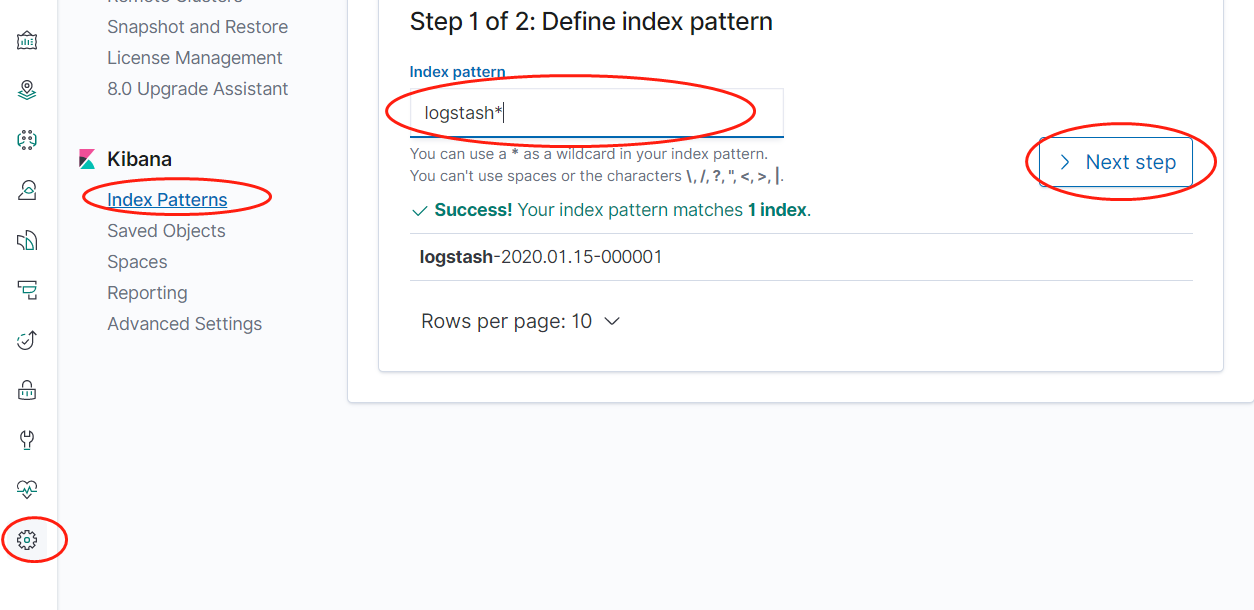 Remote Clusters
Snapshot and Restore
License Management
8.0 Upgrade Assistant
Kibana
Index Patterns
Saved Objects
Spaces
Reporting
Advanced Settings
Step 1 of 2: Define index pattern
Index pattern
logstash*
You can use a * as a wildcard in your index pattern.
You can't use spaces or the characters \, /, ?, ", <, >, |.
Success! Your index pattern matches 1 index.
logstash-2020.01.15-000001
Rows per page: 10
Next step